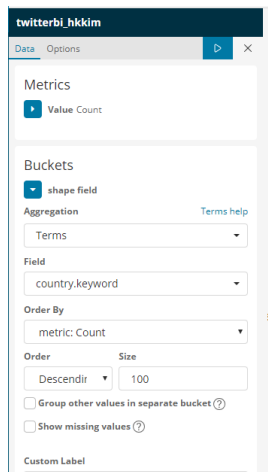 twitterbi_hkkim
Data Options
Metrics
Value Count
Buckets
shape field
Aggregation Terms help
Terms
Field
country.keyword
Order By
metric: Count
Order Size
Descendir 100
Group other values in separate bucket ?
Show missing values ?
Custom Label